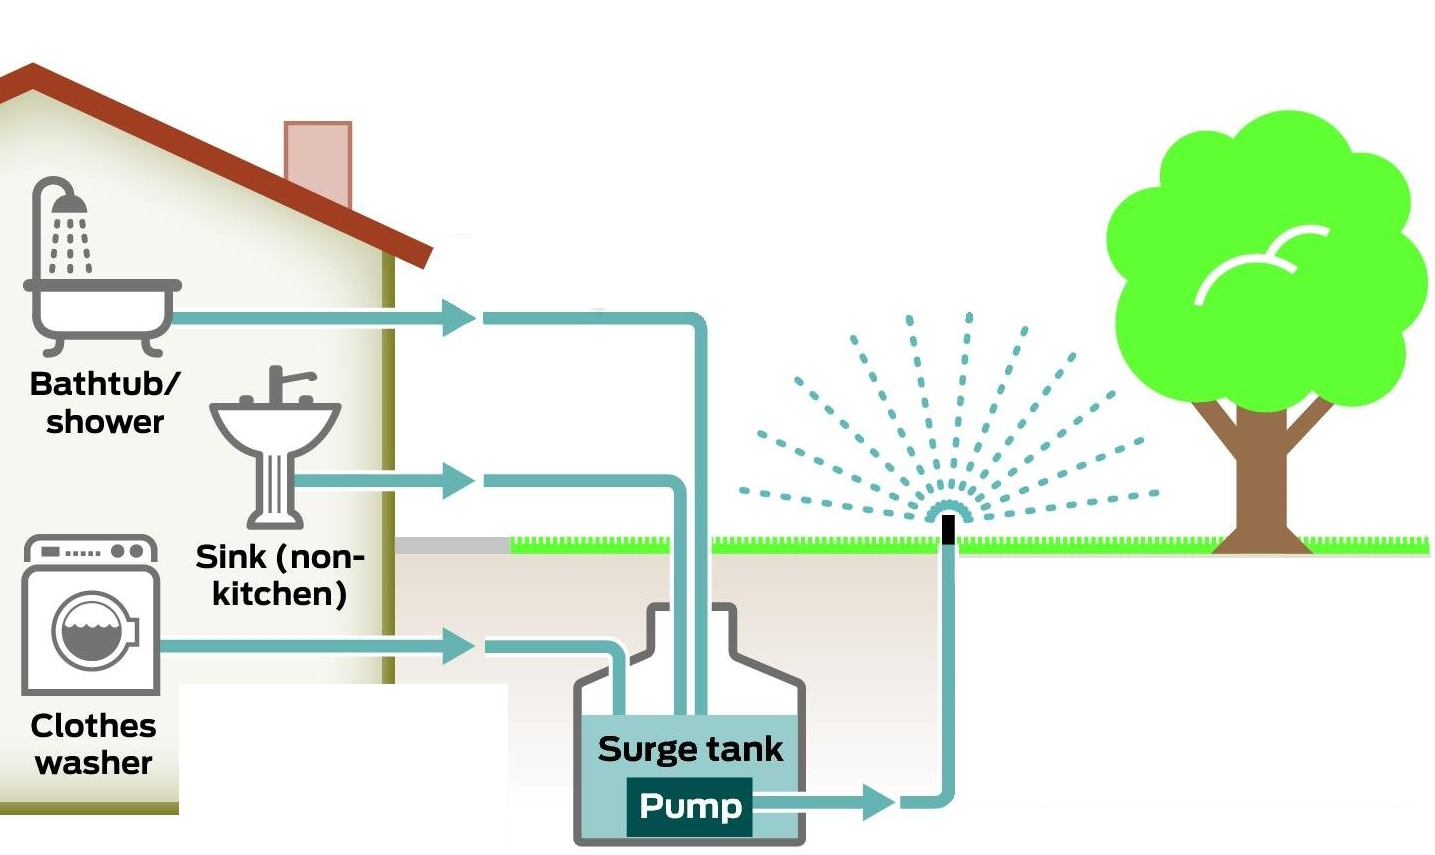 Bathtub/
shower
Sink (non-
kitchen)
Clothes
washer
Surge tank
Pump